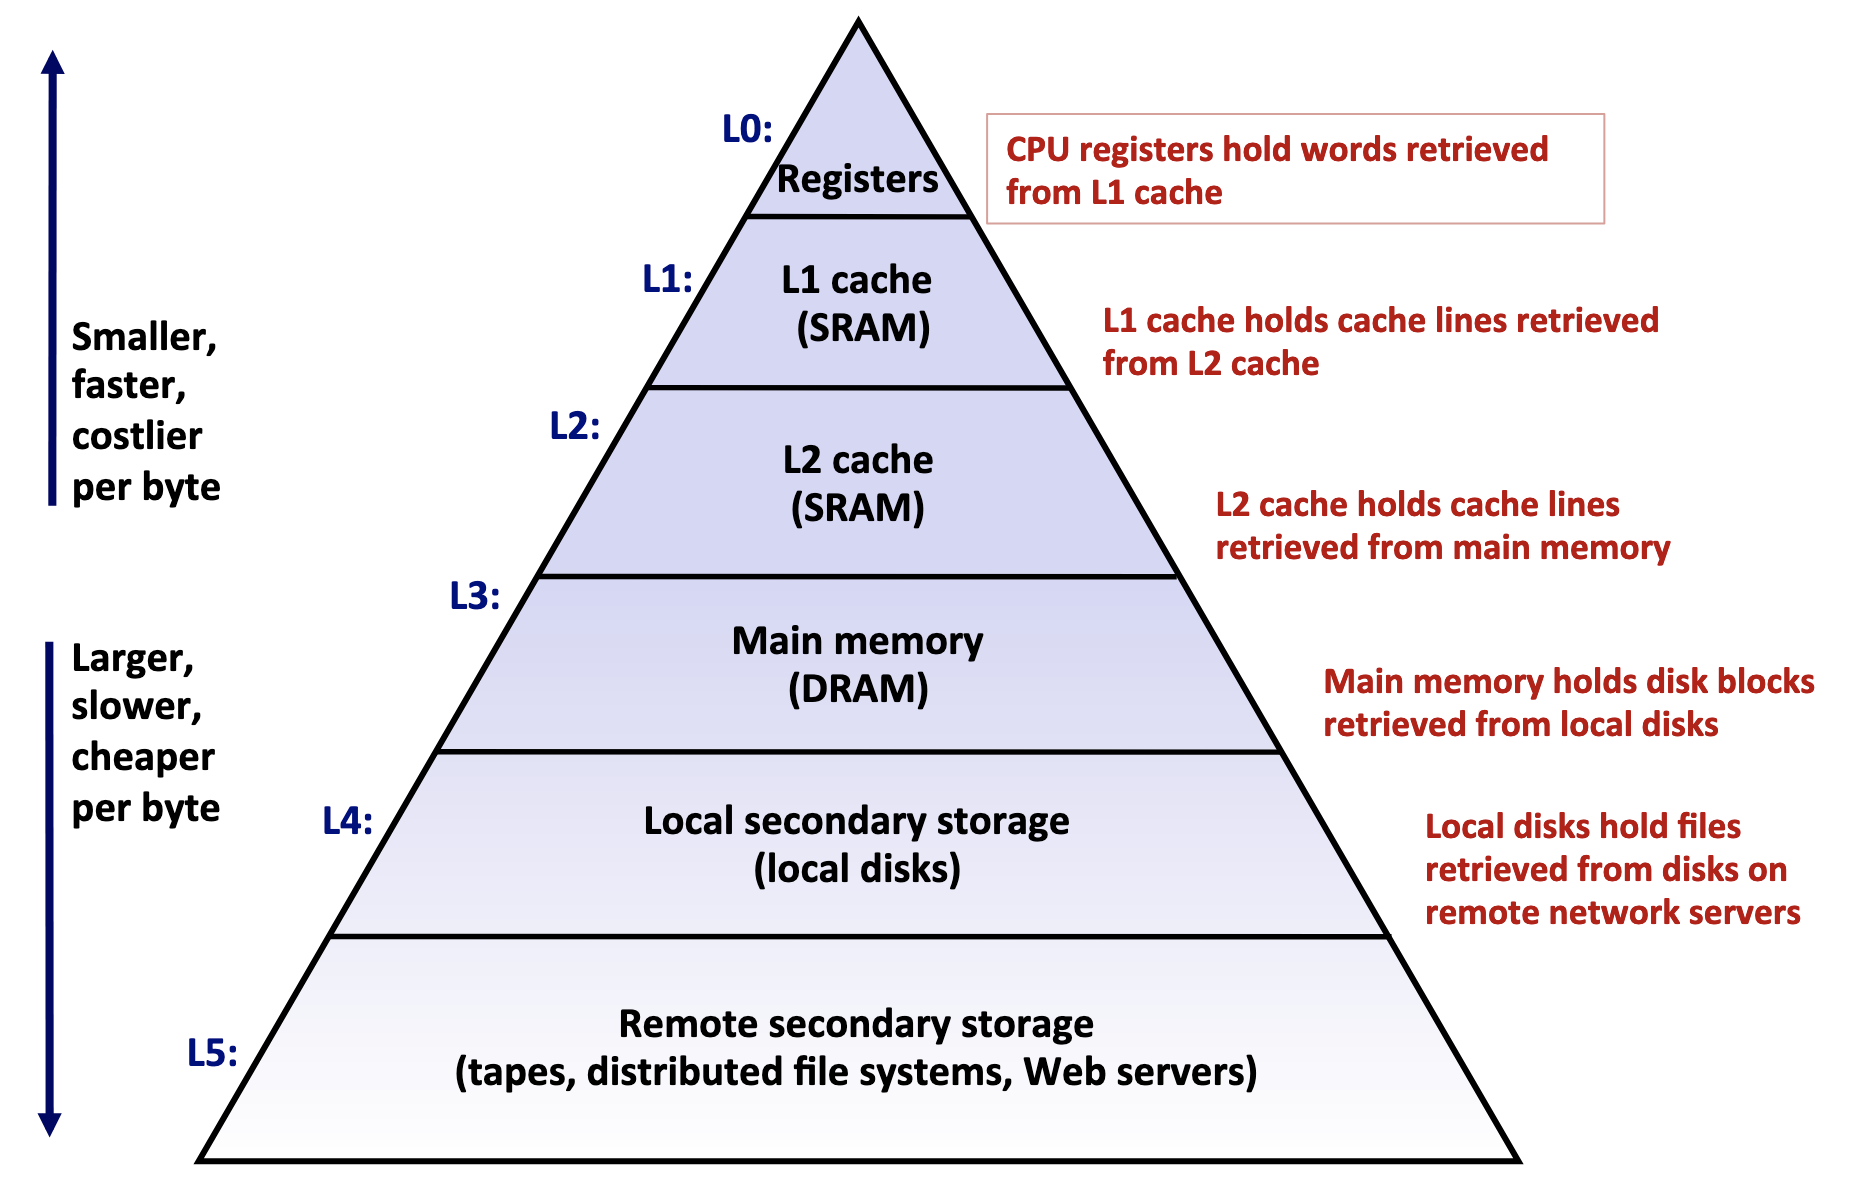 L0:
Registers
CPU registers hold words retrieved
from L1 cache
L1:
L1 cache
(SRAM)
L1 cache holds cache lines retrieved
from L2 cache
Smaller,
faster,
costlier
per byte
L2:
L2 cache
(SRAM)
L2 cache holds cache lines
retrieved from main memory
L3:
Main memory
(DRAM)
Main memory holds disk blocks
retrieved from local disks
Larger,
slower,
cheaper
per byte
L4:
Local secondary storage
(local disks)
Local disks hold files
retrieved from disks on
remote network servers
L5:
Remote secondary storage
(tapes, distributed file systems, Web servers)